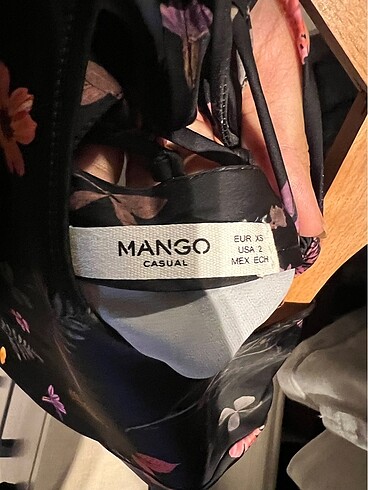 MANGO
CASUAL
EUR XS
USA 2
MEX ECH